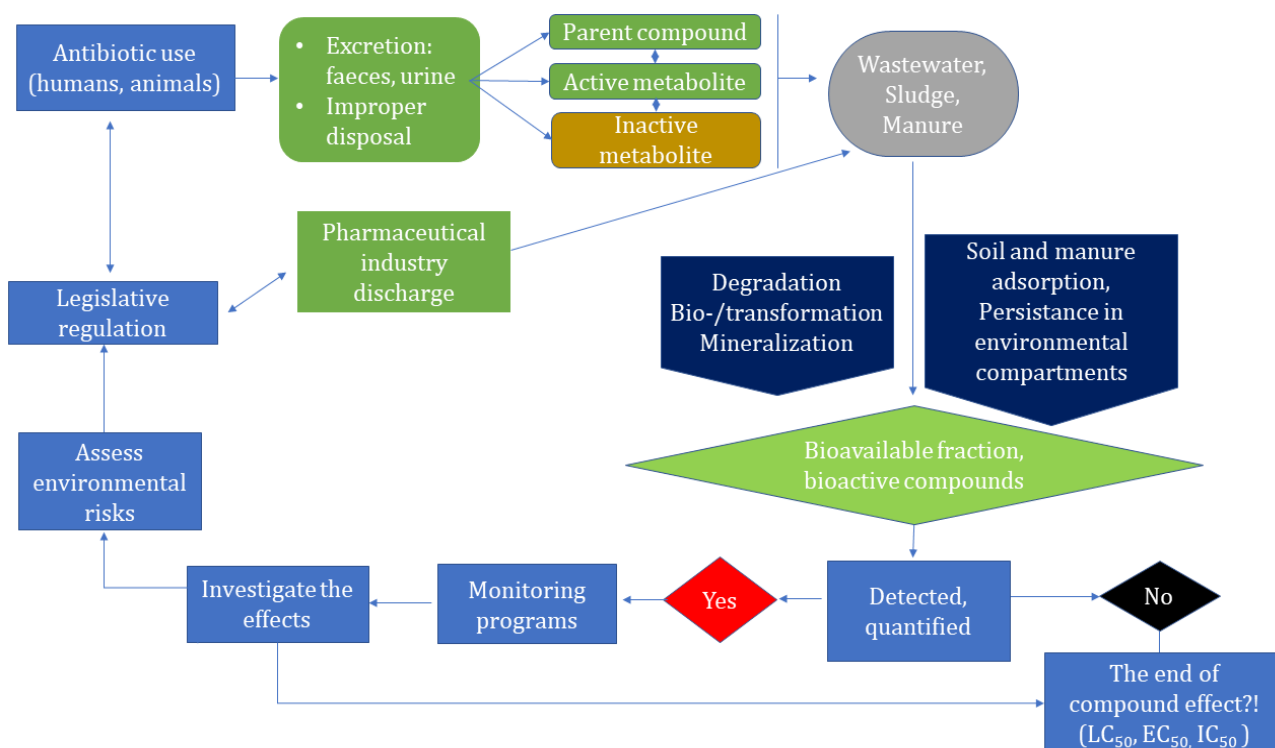 Antibiotic use
(humans, animals)
• Excretion:
faeces, urine
• Improper
disposal
Parent compound
Active metabolite
Inactive
metabolite
Wastewater,
Sludge,
Manure
Pharmaceutical
industry
discharge
Legislative
regulation
Degradation
Bio-/transformation
Mineralization
Soil and manure
adsorption,
Persistance in
environmental
compartments
Assess
environmental
risks
Bioavailable fraction,
bioactive compounds
Investigate the
effects
Monitoring
programs
Yes
Detected,
quantified
No
The end of
compound effect?!
(LC₅₀, EC₅₀, IC₅₀ )